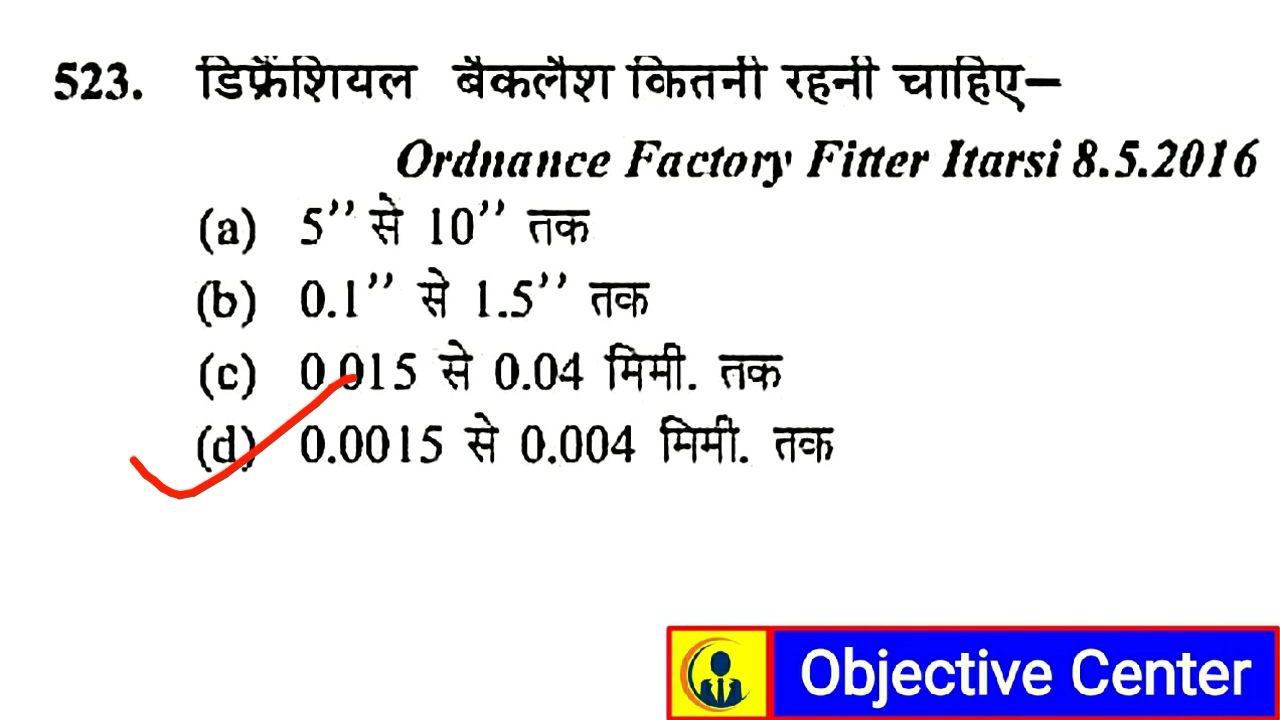 523. डिफ्रैंशियल बैकलैश कितनी रहनी चाहिए–
Ordnance Factory Fitter Itarsi 8.5.2016
(a) 5’’ से 10’’ तक
(b) 0.1’’ से 1.5’’ तक
(c) 0.015 से 0.04 मिमी. तक
(d) 0.0015 से 0.004 मिमी. तक
Objective Center